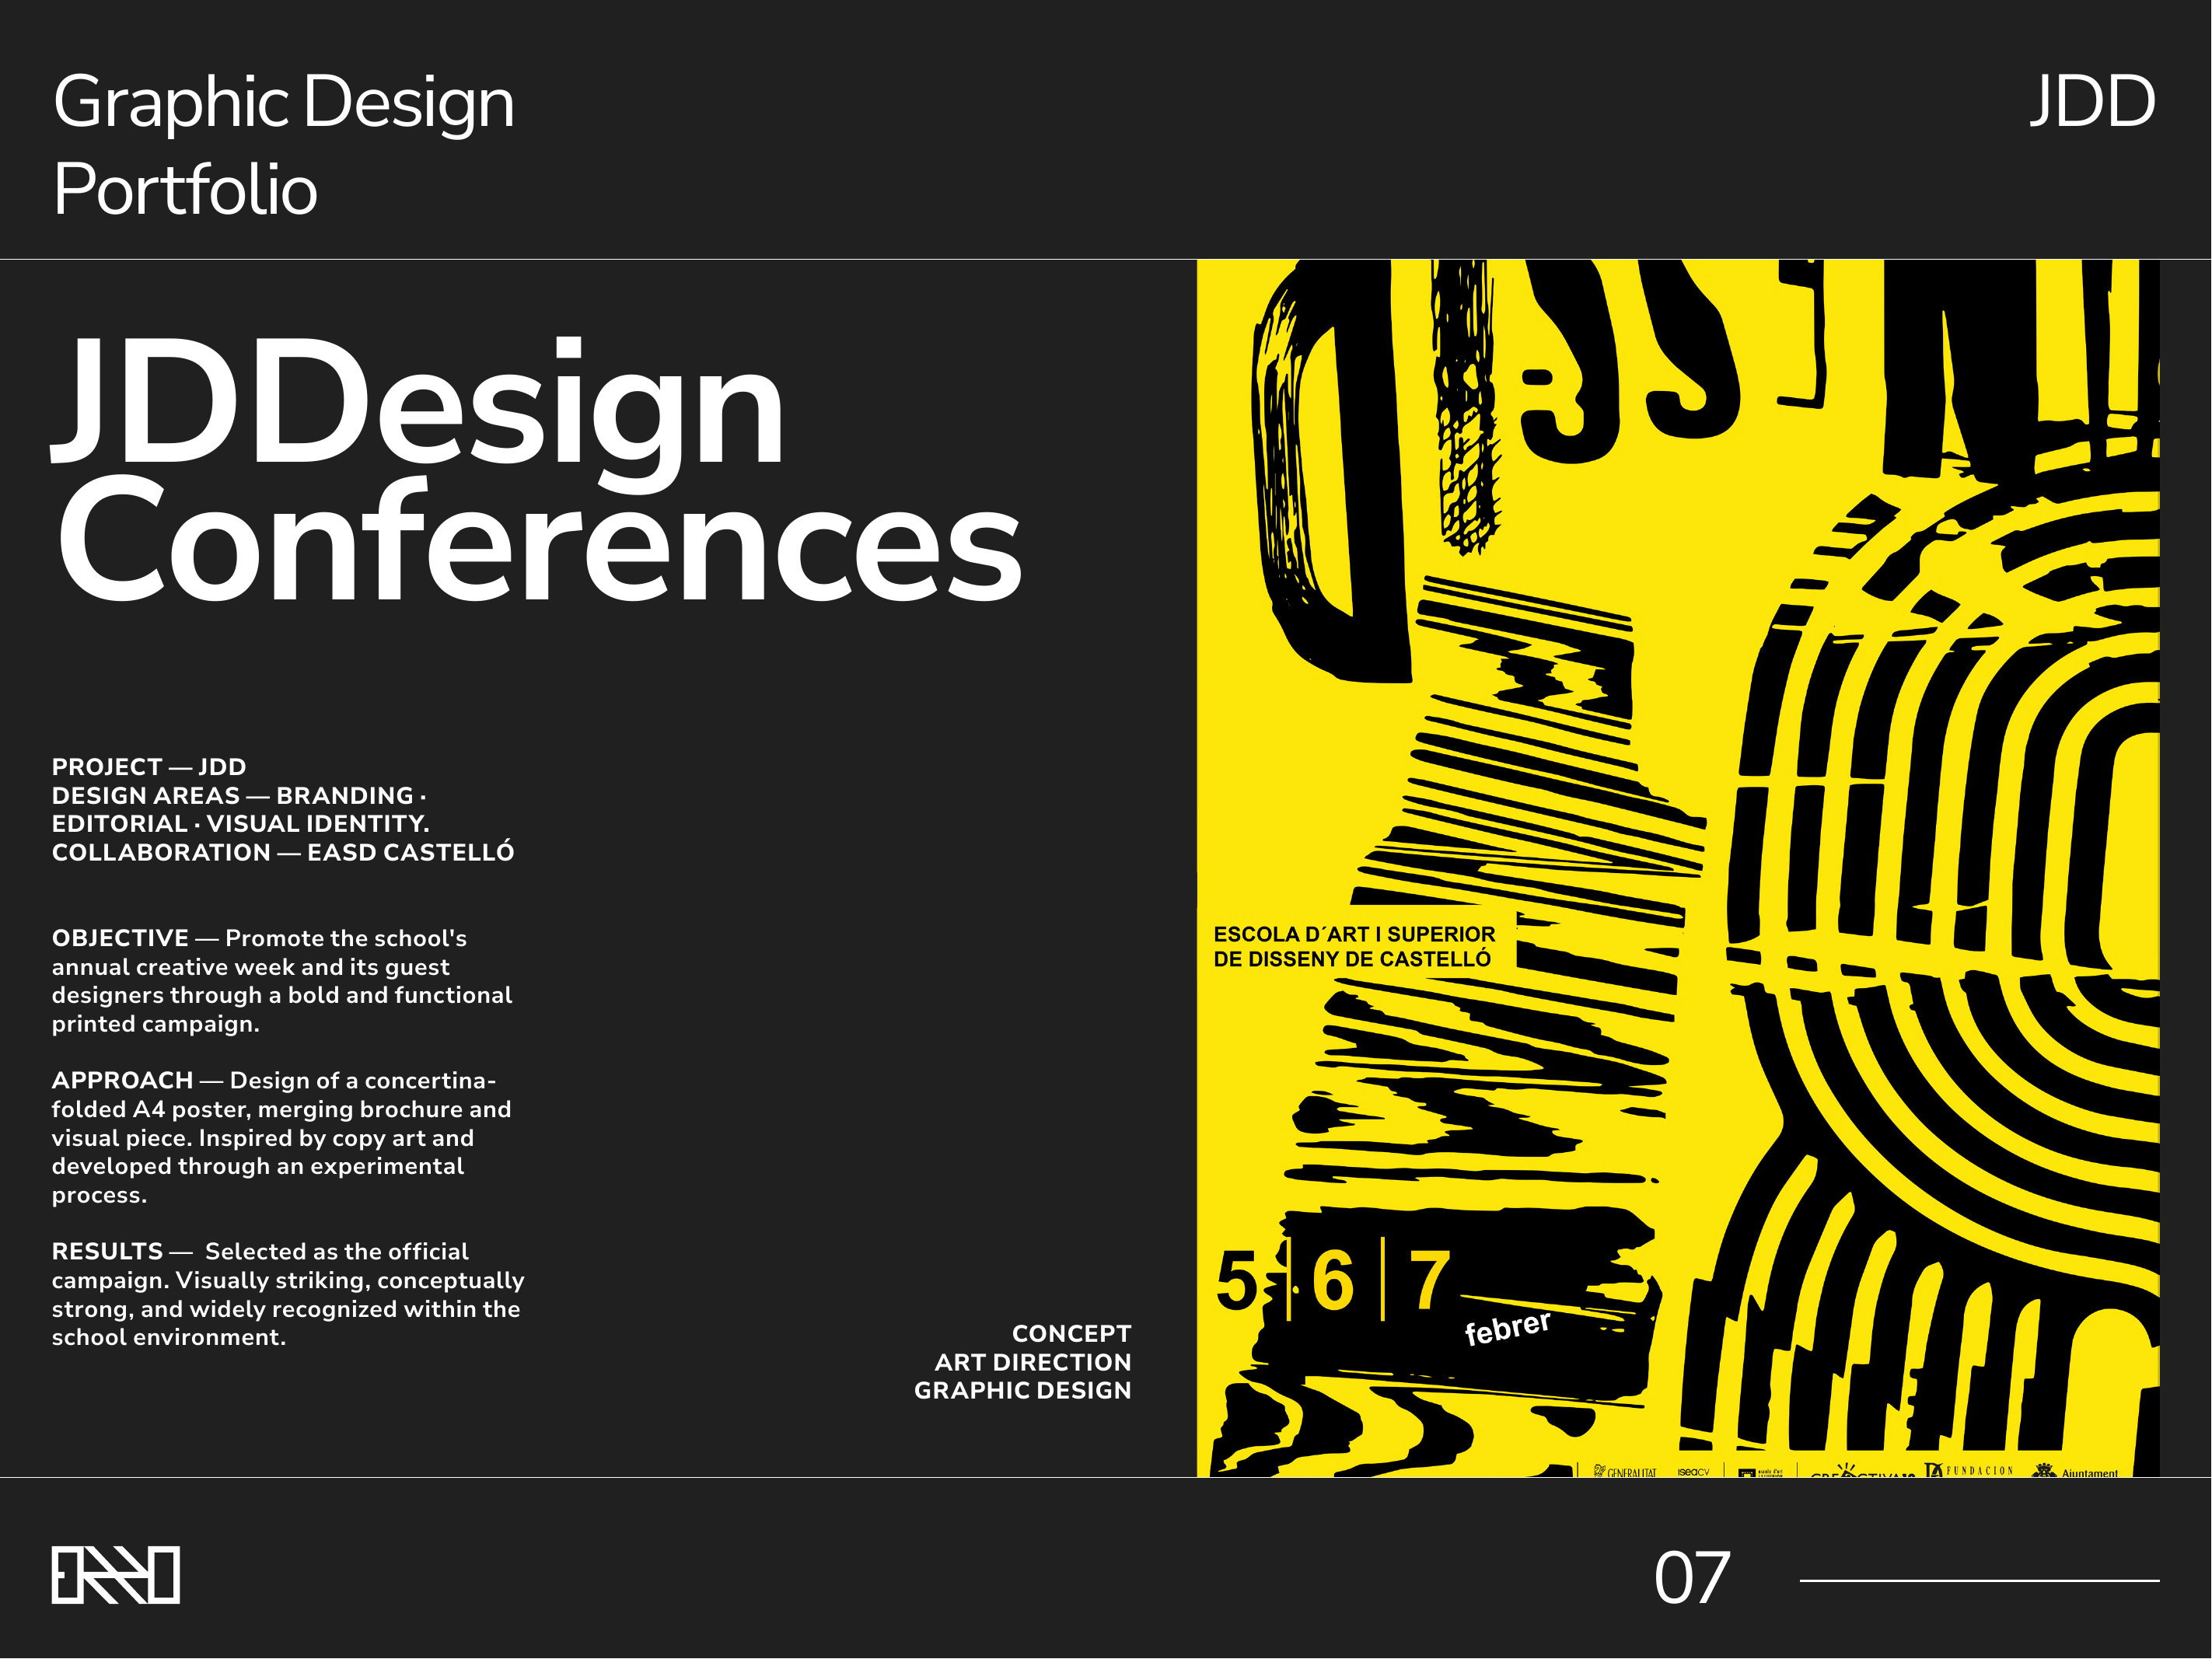 Graphic Design
Portfolio
JDD
JDDesign
Conferences
PROJECT — JDD
DESIGN AREAS — BRANDING ·
EDITORIAL · VISUAL IDENTITY.
COLLABORATION — EASD CASTELLÓ
OBJECTIVE — Promote the school's
annual creative week and its guest
designers through a bold and functional
printed campaign.
APPROACH — Design of a concertina-
folded A4 poster, merging brochure and
visual piece. Inspired by copy art and
developed through an experimental
process.
RESULTS — Selected as the official
campaign. Visually striking, conceptually
strong, and widely recognized within the
school environment.
CONCEPT
ART DIRECTION
GRAPHIC DESIGN
ESCOLA D´ART I SUPERIOR
DE DISSENY DE CASTELLÓ
5|6|7
febrer
GENERALITAT
iseacv
FUNDACION
Ajuntament
07